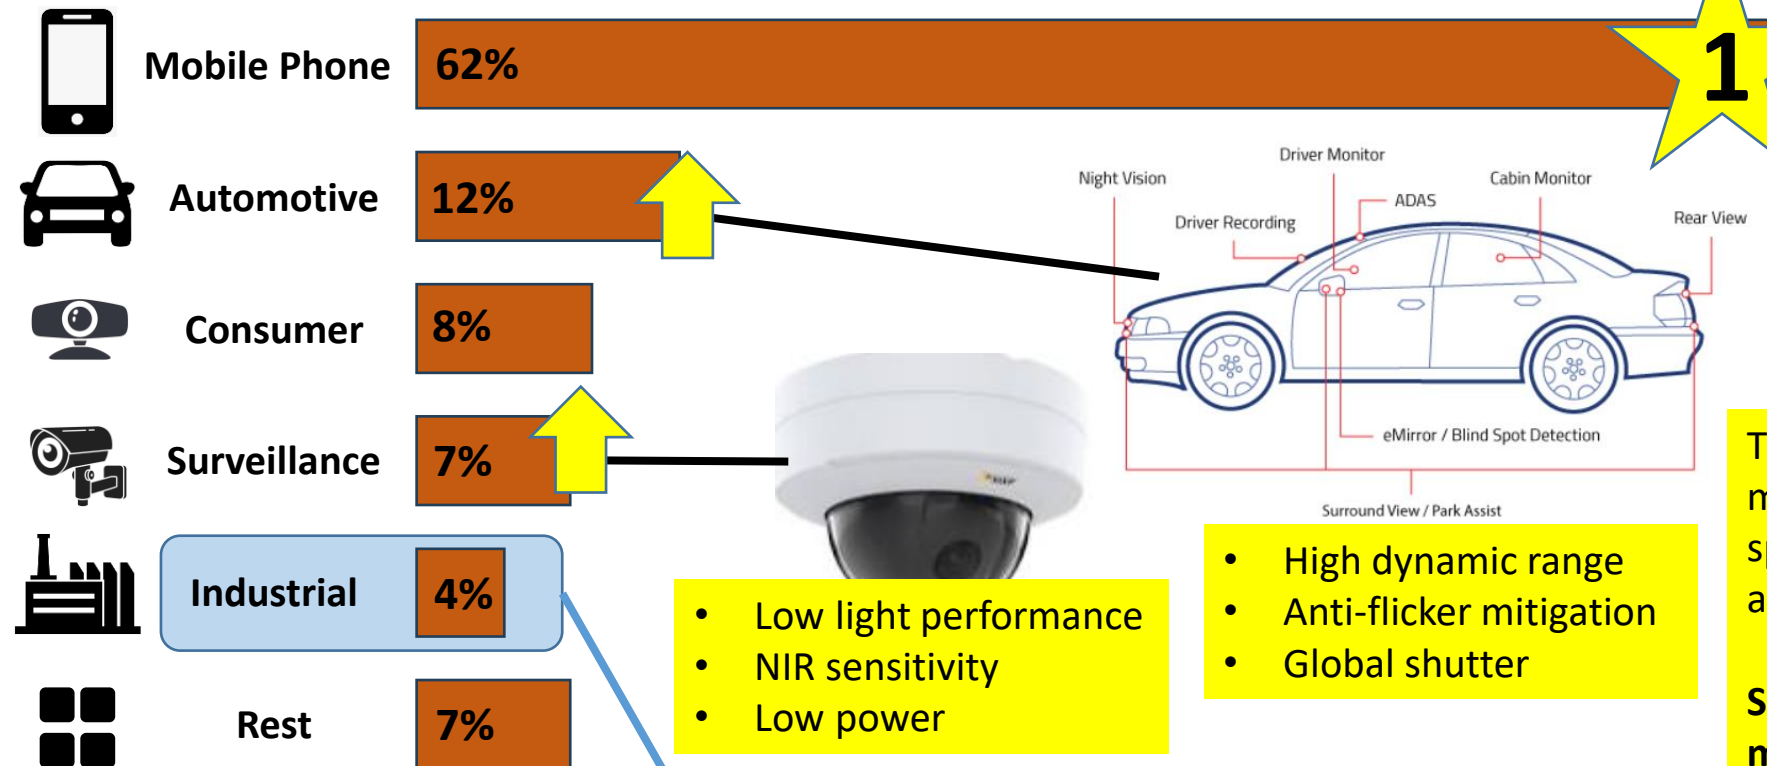 Mobile Phone 62%
1
Automotive 12%
Consumer 8%
Surveillance 7%
Industrial 4%
Rest 7%
Driver Monitor
Night Vision
ADAS
Cabin Monitor
Driver Recording
Rear View
eMirror / Blind Spot Detection
Surround View / Park Assist
• Low light performance
• NIR sensitivity
• Low power
• High dynamic range
• Anti-flicker mitigation
• Global shutter